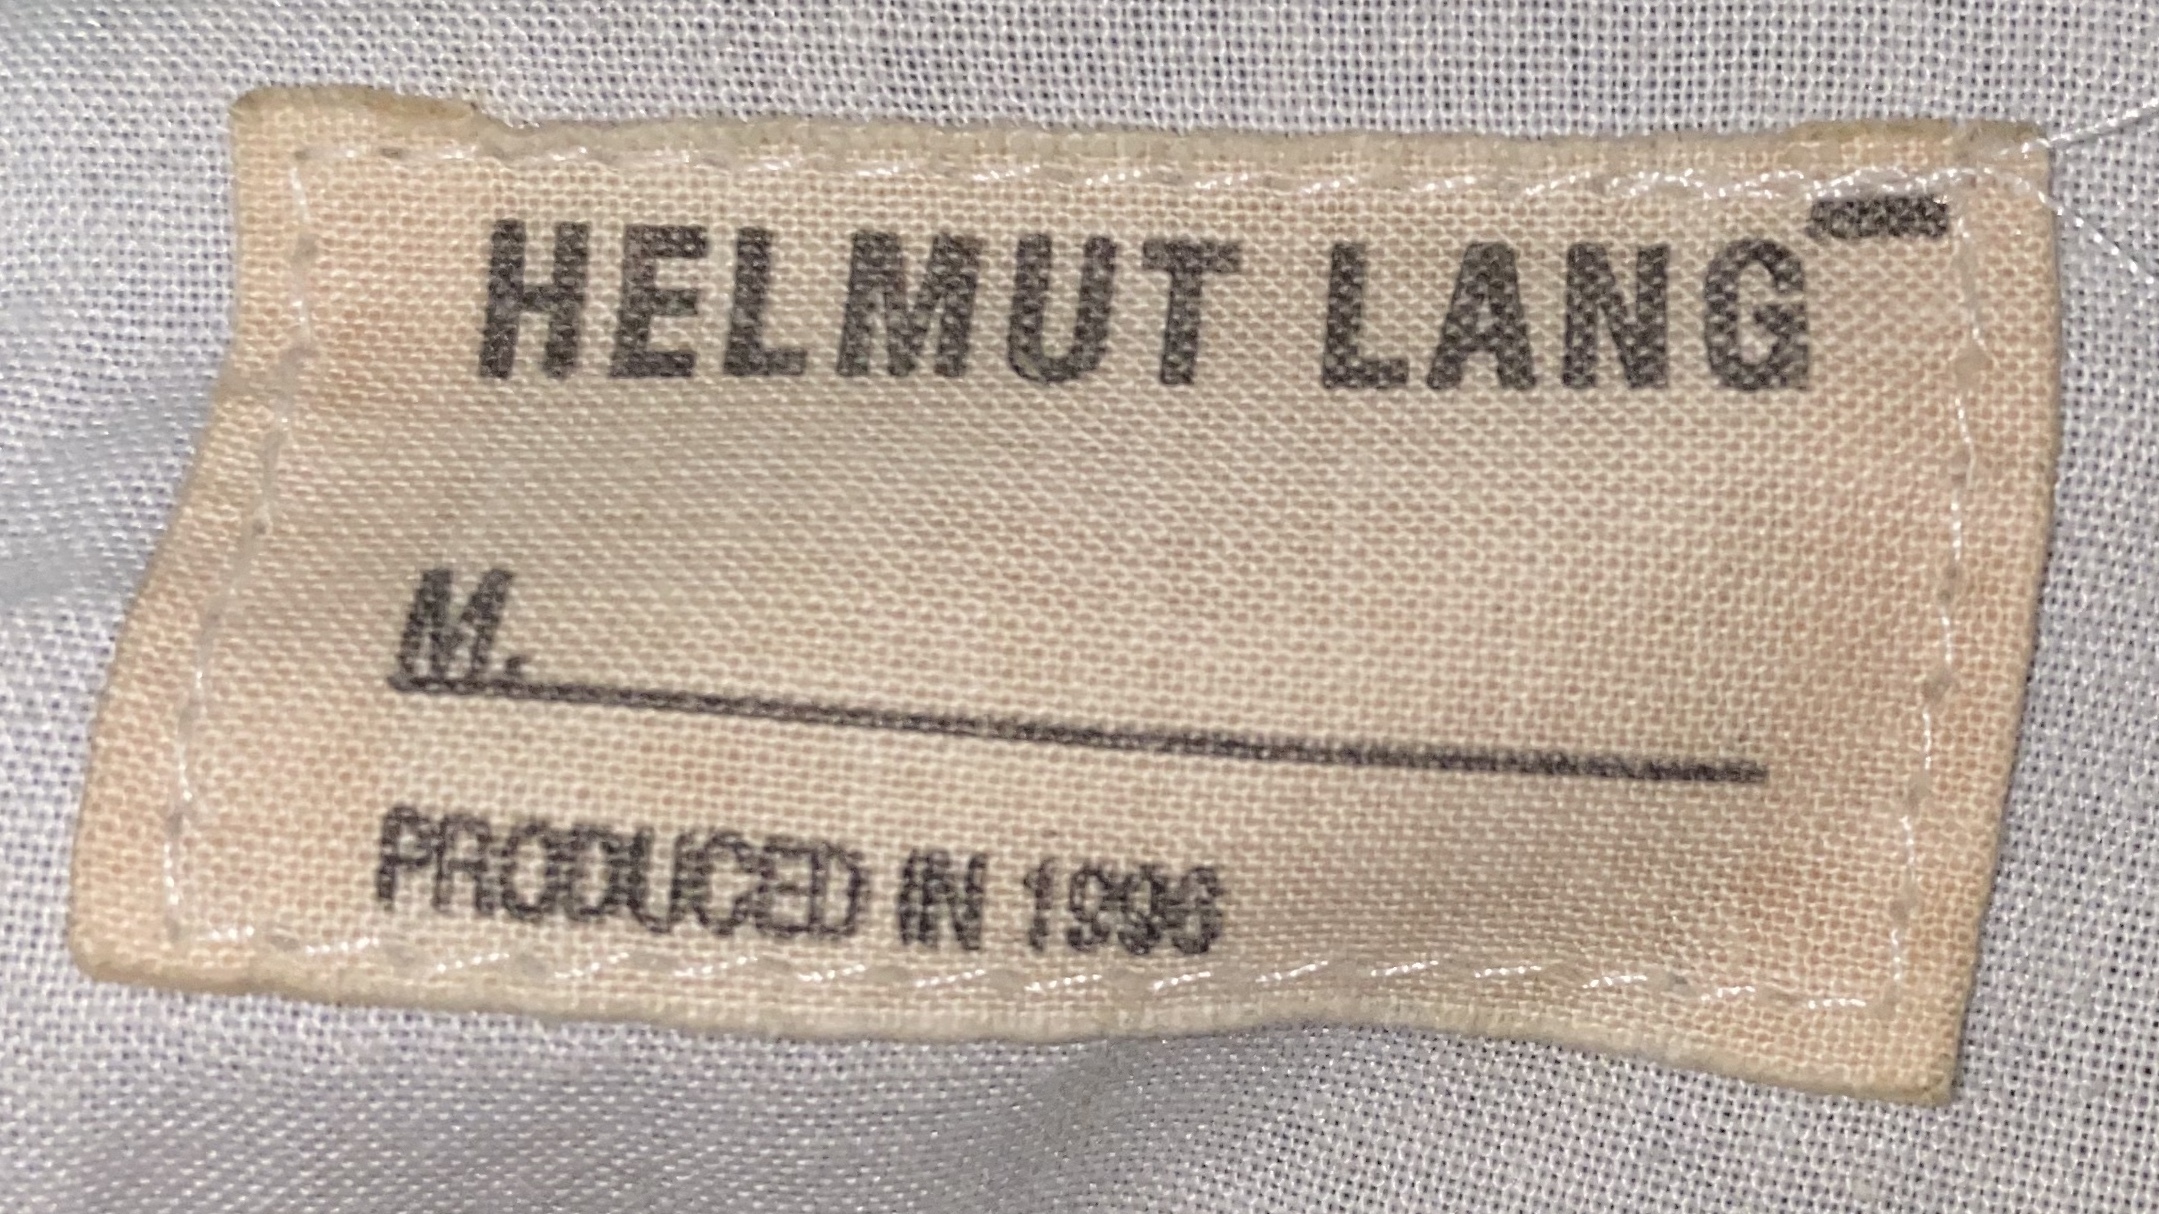 HELMUT LANG
M.
PRODUCED IN 1996